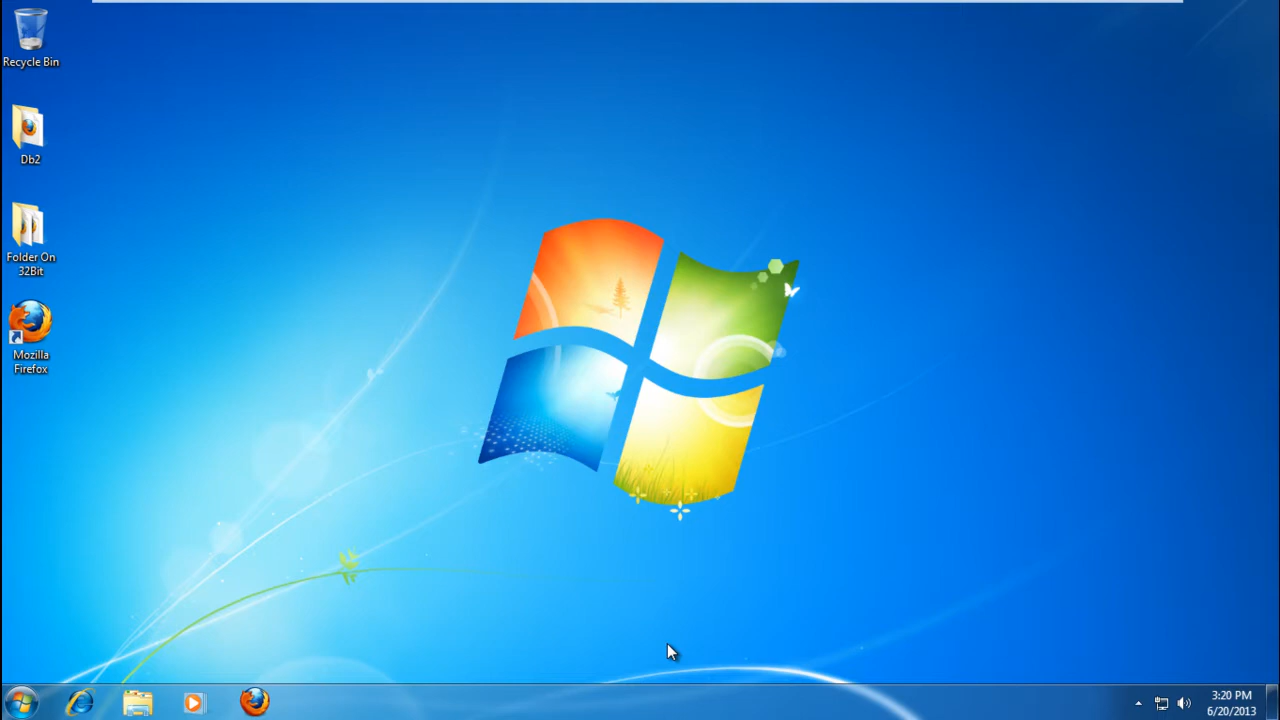 Recycle Bin
Db2
Folder On
32Bit
Mozilla
Firefox
3:20 PM
6/20/2013